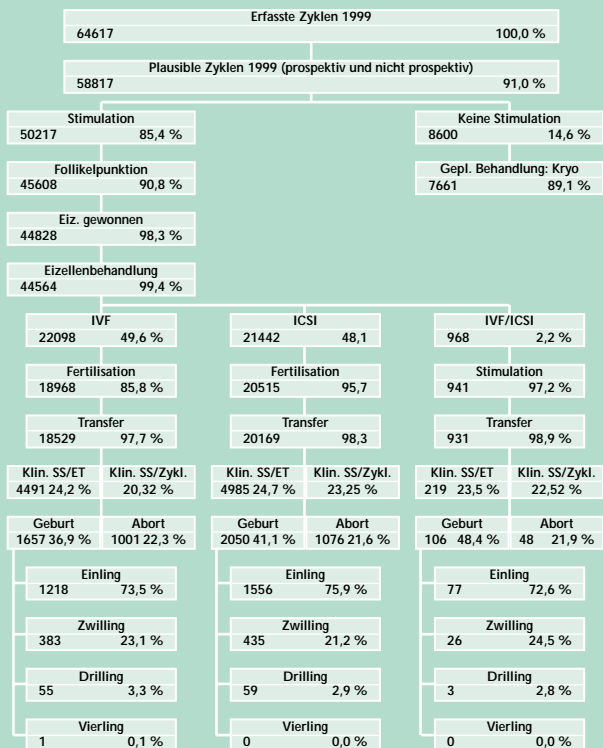 Erfasste Zyklen 1999
64617 100,0 %
Plausible Zyklen 1999 (prospektiv und nicht prospektiv)
58817 91,0 %
Stimulation Keine Stimulation
50217 85,4 % 8600 14,6 %
Follikelpunktion Gepl. Behandlung: Kryo
45608 90,8 % 7661 89,1 %
Eiz. gewonnen
44828 98,3 %
Eizellenbehandlung
44564 99,4 %
IVF ICSI IVF/ICSI
22098 49,6 % 21442 48,1 968 2,2 %
Fertilisation Fertilisation Stimulation
18968 85,8 % 20515 95,7 941 97,2 %
Transfer Transfer Transfer
18529 97,7 % 20169 98,3 931 98,9 %
Klin. SS/ET Klin. SS/Zykl. Klin. SS/ET Klin. SS/Zykl. Klin. SS/ET Klin. SS/Zykl.
4491 24,2 % 20,32 % 4985 24,7 % 23,25 % 219 23,5 % 22,52 %
Geburt Abort Geburt Abort Geburt Abort
1657 36,9 % 1001 22,3 % 2050 41,1 % 1076 21,6 % 106 48,4 % 48 21,9 %
Einling Einling Einling
1218 73,5 % 1556 75,9 % 77 72,6 %
Zwilling Zwilling Zwilling
383 23,1 % 435 21,2 % 26 24,5 %
Drilling Drilling Drilling
55 3,3 % 59 2,9 % 3 2,8 %
Vierling Vierling Vierling
1 0,1 % 0 0,0 % 0 0,0 %